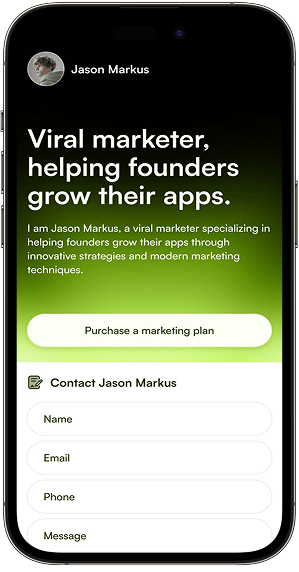 Jason Markus
Viral marketer,
helping founders
grow their apps.
I am Jason Markus, a viral marketer specializing in
helping founders grow their apps through
innovative strategies and modern marketing
techniques.
Purchase a marketing plan
Contact Jason Markus
Name
Email
Phone
Message